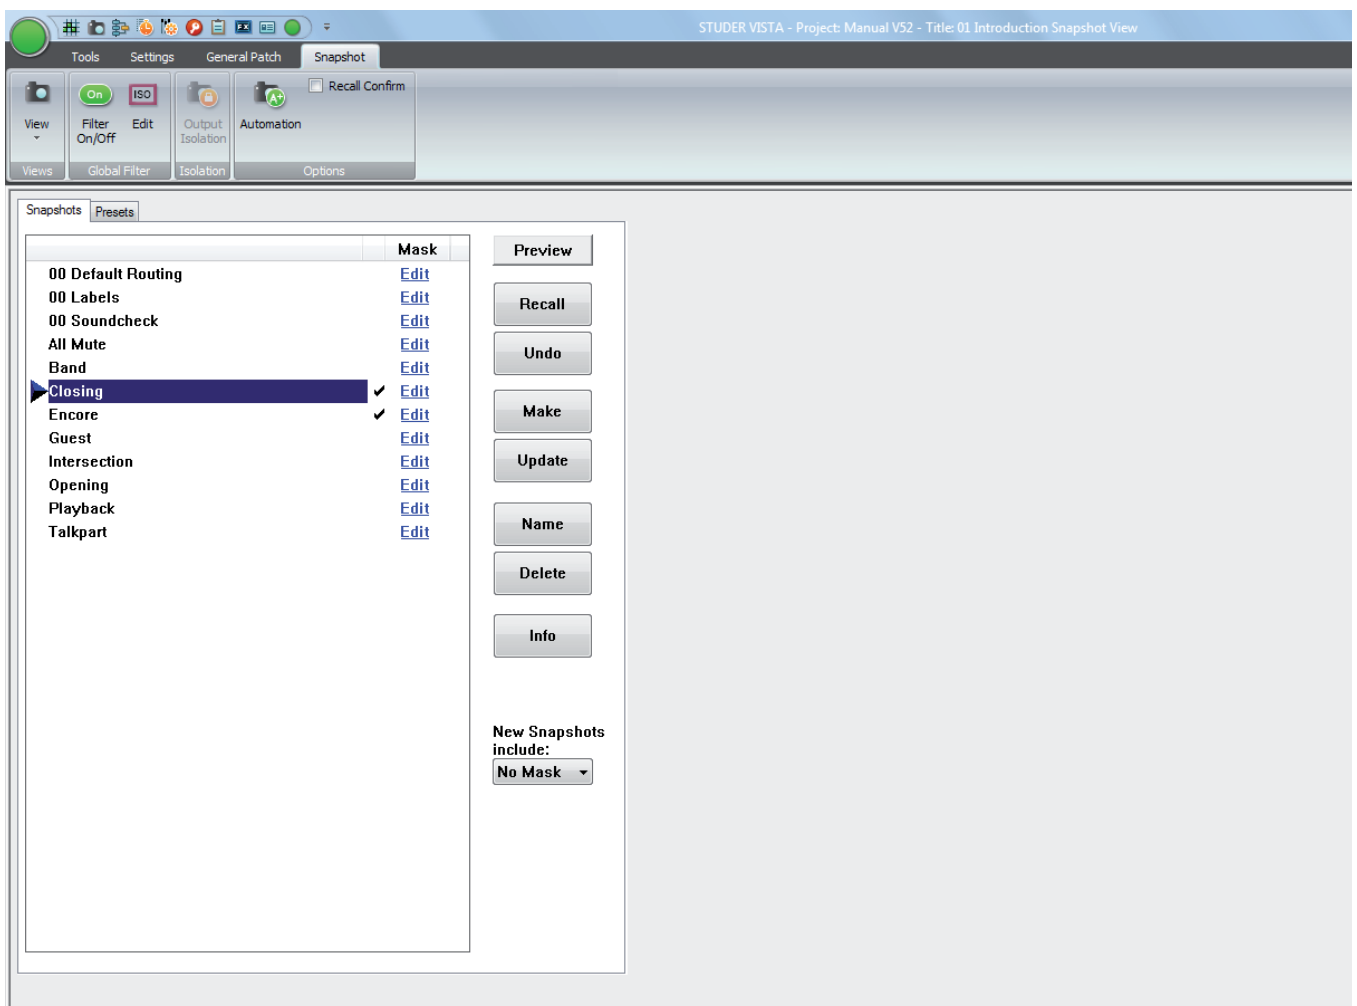 STUDER VISTA - Project: Manual V52 - Title: 01 Introduction Snapshot View
FX
Tools Settings General Patch Snapshot
On ISO A+ Recall Confirm
View Filter Edit Output Automation
On/Off Isolation
Views Global Filter Isolation Options
Snapshots Presets
Mask
00 Default Routing Edit
00 Labels Edit
00 Soundcheck Edit
All Mute Edit
Band Edit
Closing ✔ Edit
Encore ✔ Edit
Guest Edit
Intersection Edit
Opening Edit
Playback Edit
Talkpart Edit
Preview
Recall
Undo
Make
Update
Name
Delete
Info
New Snapshots
include:
No Mask